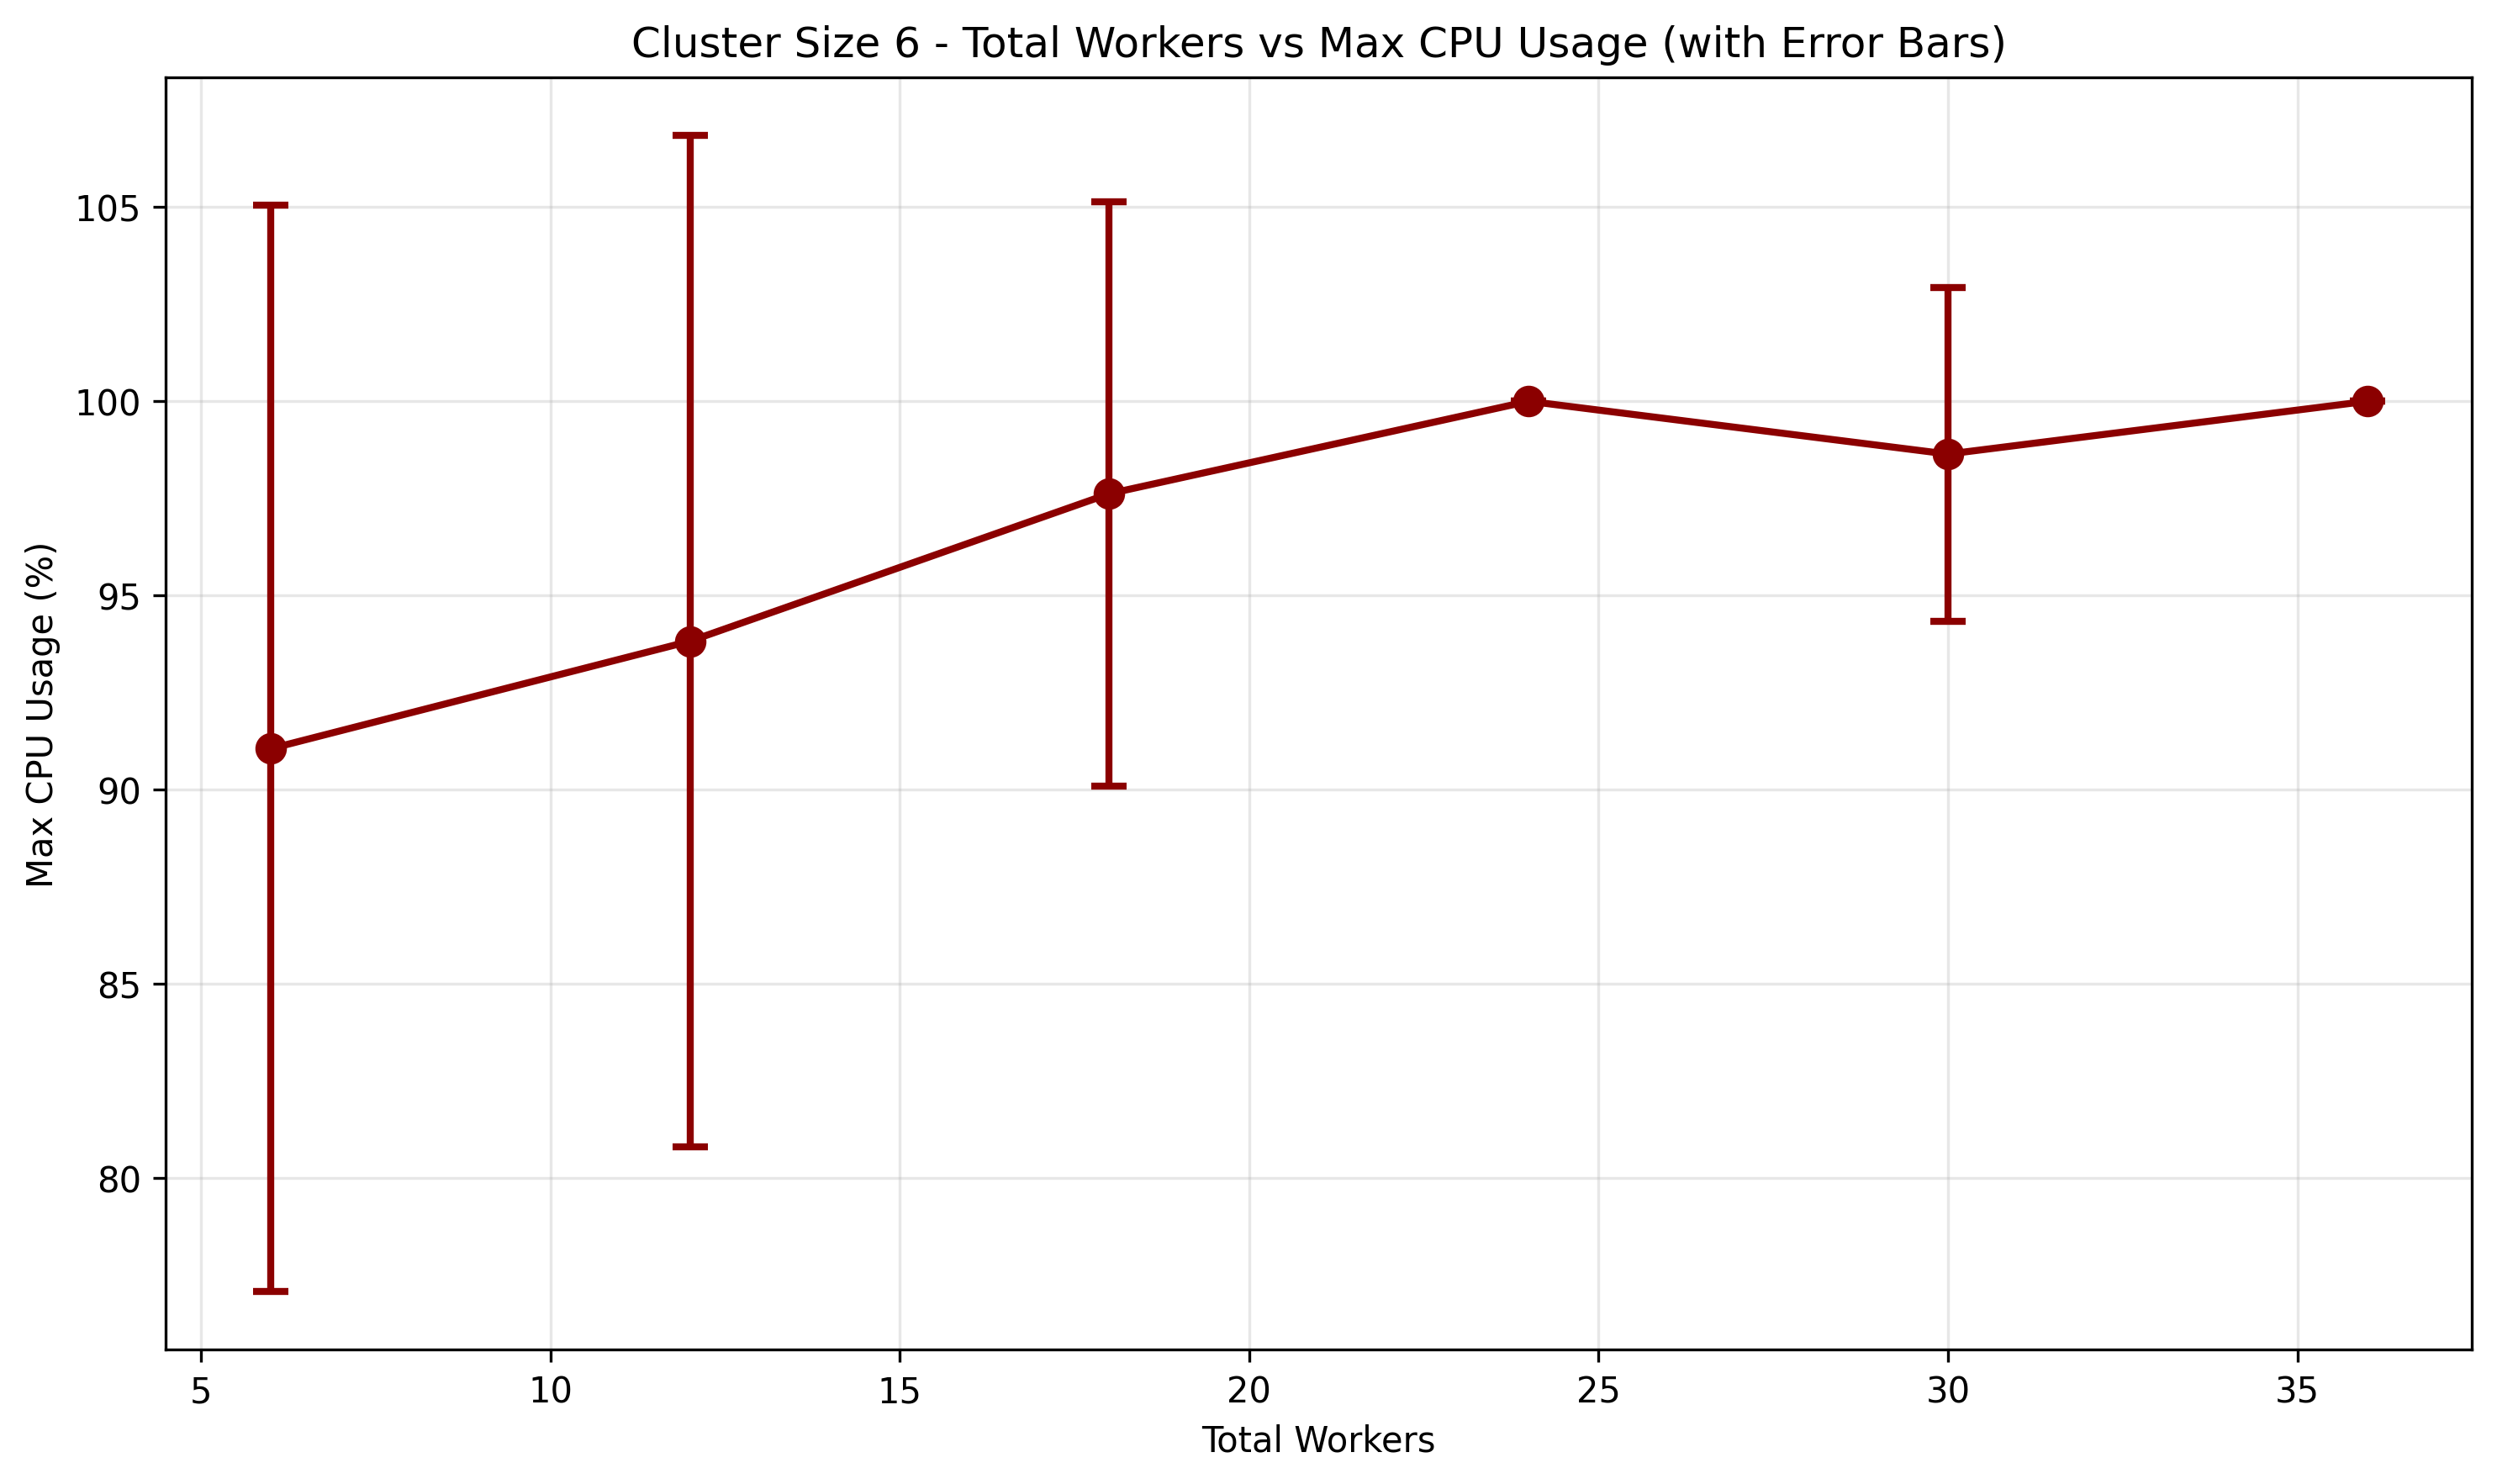 Cluster Size 6 - Total Workers vs Max CPU Usage (with Error Bars)
Max CPU Usage (%)
105
100
95
90
85
80
5 10 15 20 25 30 35
Total Workers